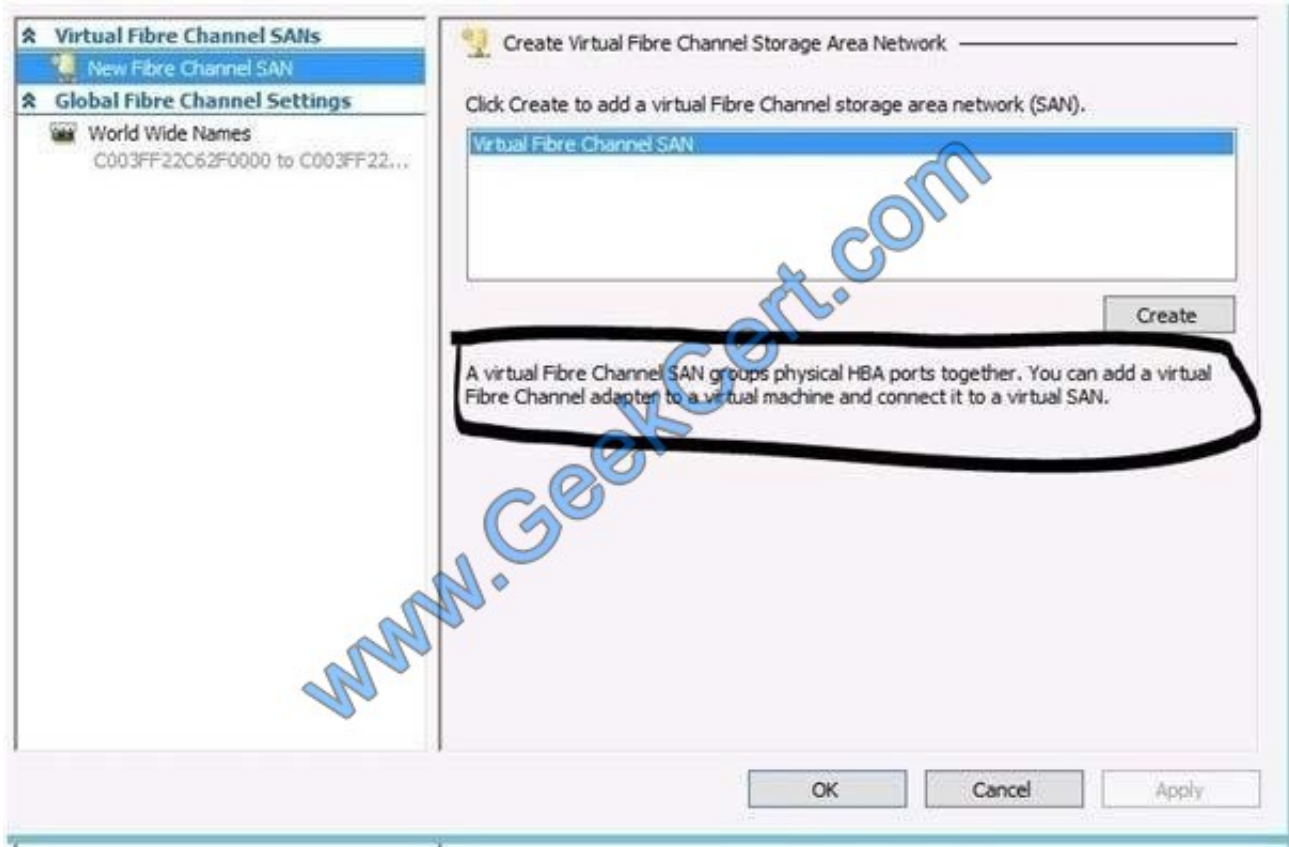 Virtual Fibre Channel SANs
New Fibre Channel SAN
Global Fibre Channel Settings
World Wide Names
C003FF22C62F0000 to C003FF22...
Create Virtual Fibre Channel Storage Area Network
Click Create to add a virtual Fibre Channel storage area network (SAN).
Virtual Fibre Channel SAN
Create
A virtual Fibre Channel SAN groups physical HBA ports together. You can add a virtual
Fibre Channel adapter to a virtual machine and connect it to a virtual SAN.
www.GeekCert.com
OK
Cancel
Apply